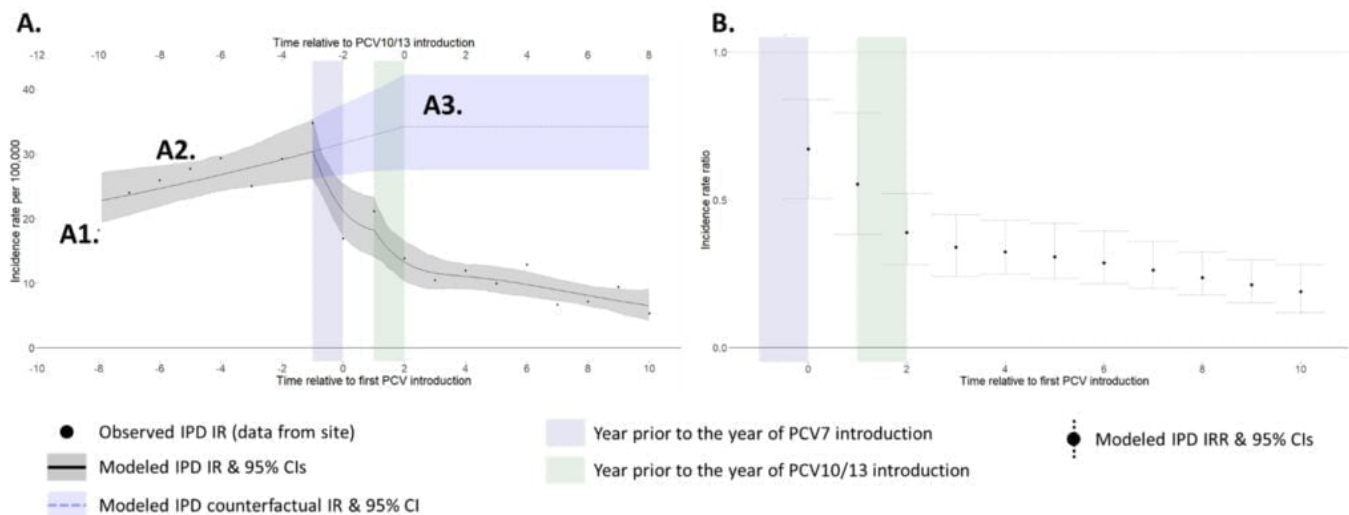 A.
Time relative to PCV10/13 introduction
-12 -10 -8 -6 -4 -2 0 2 4 6 8
40
30
20
10
0
Incidence rate per 100,000
A1.
A2.
A3.
-10 -8 -6 -4 -2 0 2 4 6 8 10
Time relative to first PCV introduction
B.
1.0
0.5
0.0
Incidence rate ratio
0 2 4 6 8 10
Time relative to first PCV introduction
Observed IPD IR (data from site)
Modeled IPD IR & 95% CIs
Modeled IPD counterfactual IR & 95% CI
Year prior to the year of PCV7 introduction
Year prior to the year of PCV10/13 introduction
Modeled IPD IRR & 95% CIs